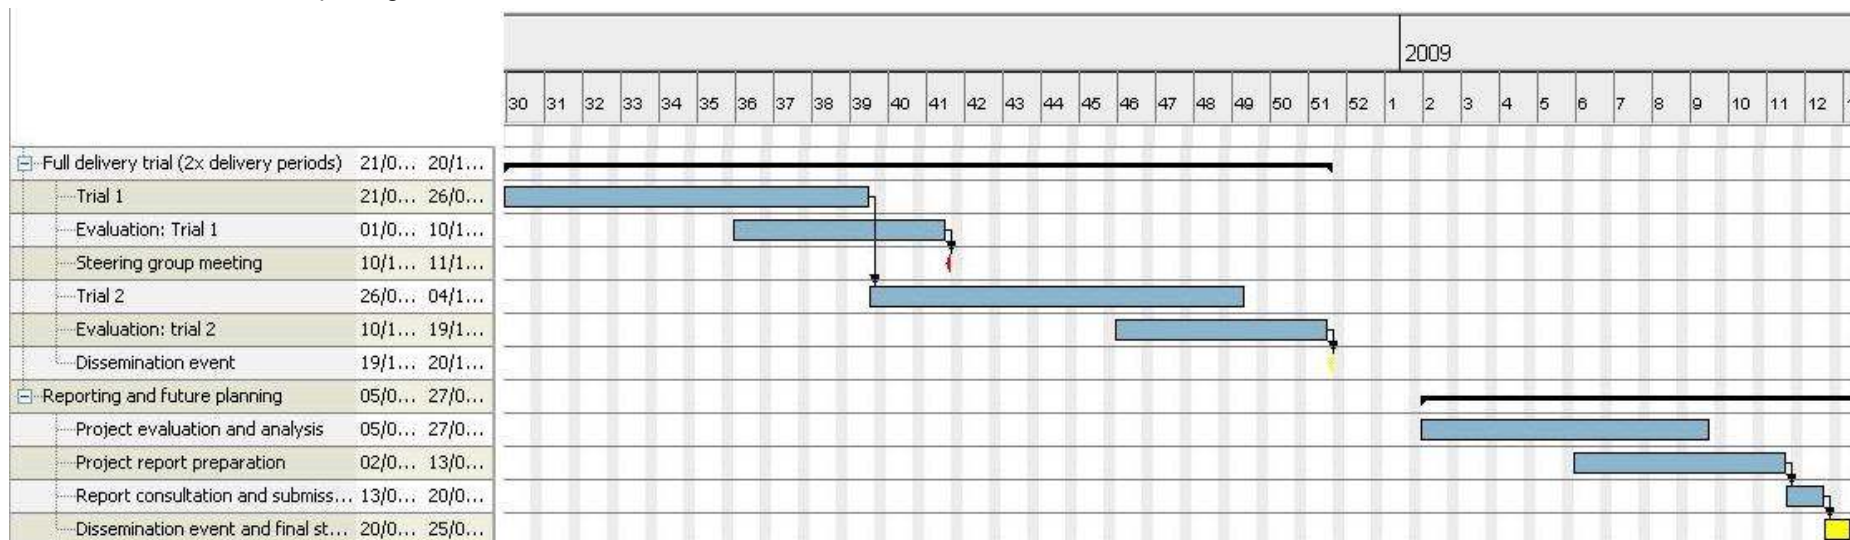 2009
30 31 32 33 34 35 36 37 38 39 40 41 42 43 44 45 46 47 48 49 50 51 52 1 2 3 4 5 6 7 8 9 10 11 12
Full delivery trial (2x delivery periods) 21/0... 20/1...
Trial 1 21/0... 26/0...
Evaluation: Trial 1 01/0... 10/1...
Steering group meeting 10/1... 11/1...
Trial 2 26/0... 04/1...
Evaluation: trial 2 10/1... 19/1...
Dissemination event 19/1... 20/1...
Reporting and future planning 05/0... 27/0...
Project evaluation and analysis 05/0... 27/0...
Project report preparation 02/0... 13/0...
Report consultation and submiss... 13/0... 20/0...
Dissemination event and final st... 20/0... 25/0...